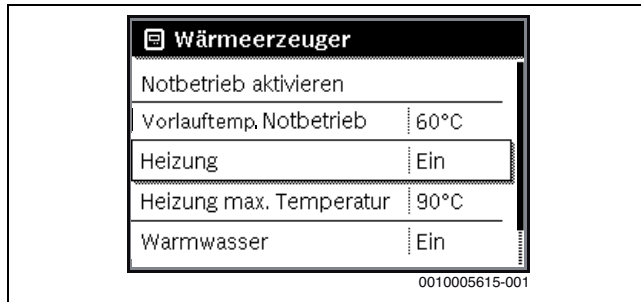 Wärmeerzeuger
Notbetrieb aktivieren
Vorlauftemp. Notbetrieb 60°C
Heizung Ein
Heizung max. Temperatur 90°C
Warmwasser Ein
0010005615-001